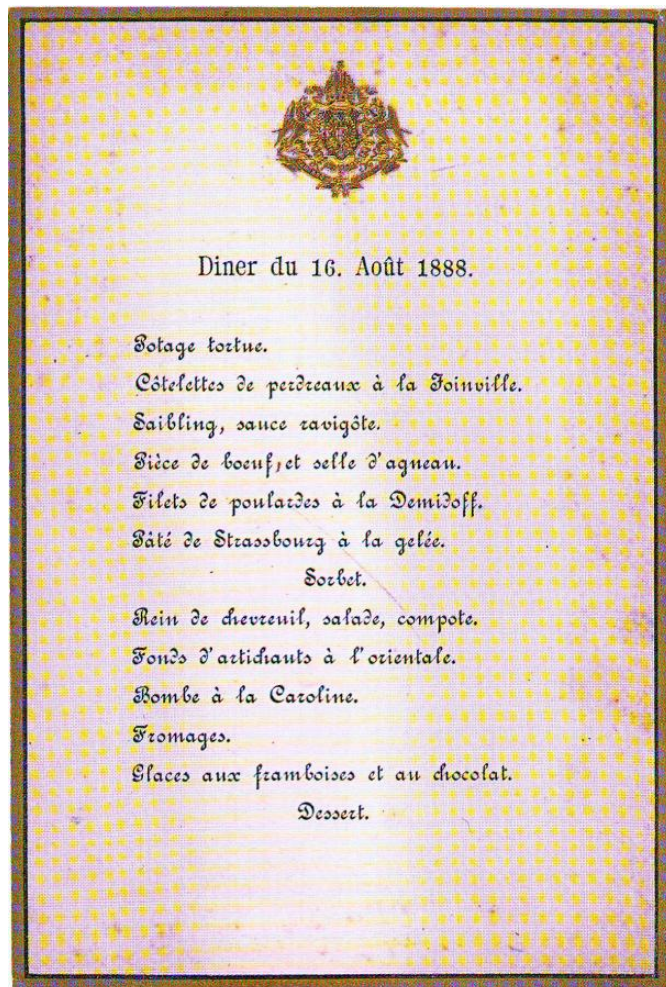 Diner du 16. Août 1888.
Potage tortue.
Côtelettes de perdreaux à la Joinville.
Saibling, sauce ravigôte.
Pièce de boeuf, et selle d'agneau.
Filets de poulardes à la Demidoff.
Pâté de Strassbourg à la gelée.
Sorbet.
Rein de chevreuil, salade, compote.
Fonds d'artichauts à l'orientale.
Bombe à la Caroline.
Fromages.
Glaces aux framboises et au chocolat.
Dessert.